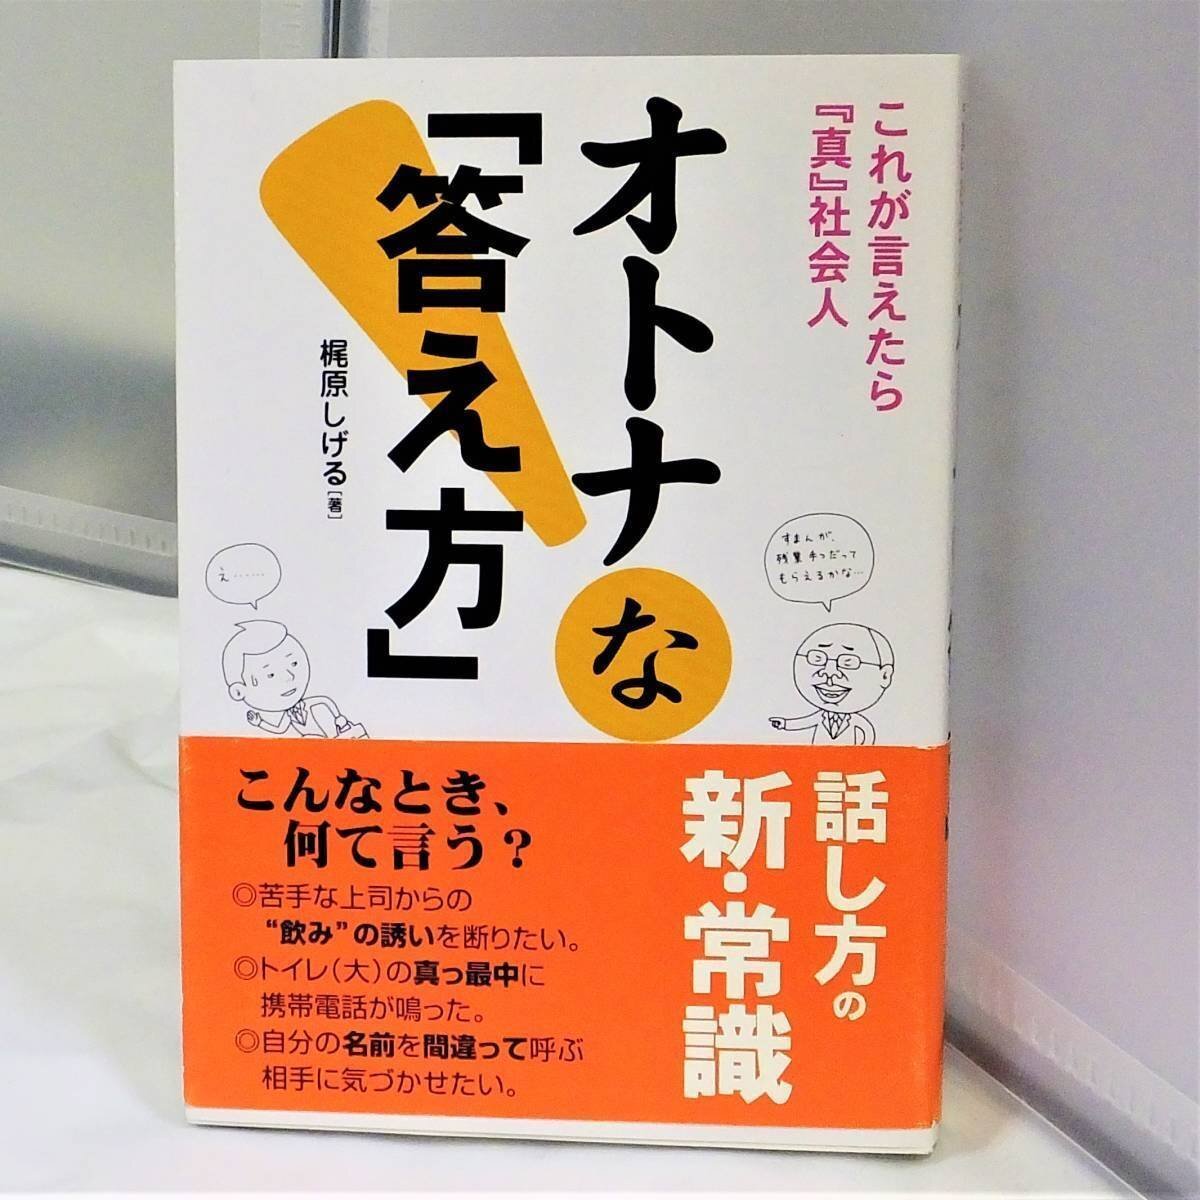 これが言えたら
『真』社会人
オトナな
「答え方」
梶原しげる[著]
すまんが、
残業手つだって
もらえるかな…
え……
話し方の
新・常識
こんなとき、
何て言う？
◎苦手な上司からの
“飲み”の誘いを断りたい。
◎トイレ（大）の真っ最中に
携帯電話が鳴った。
◎自分の名前を間違って呼ぶ
相手に気づかせたい。